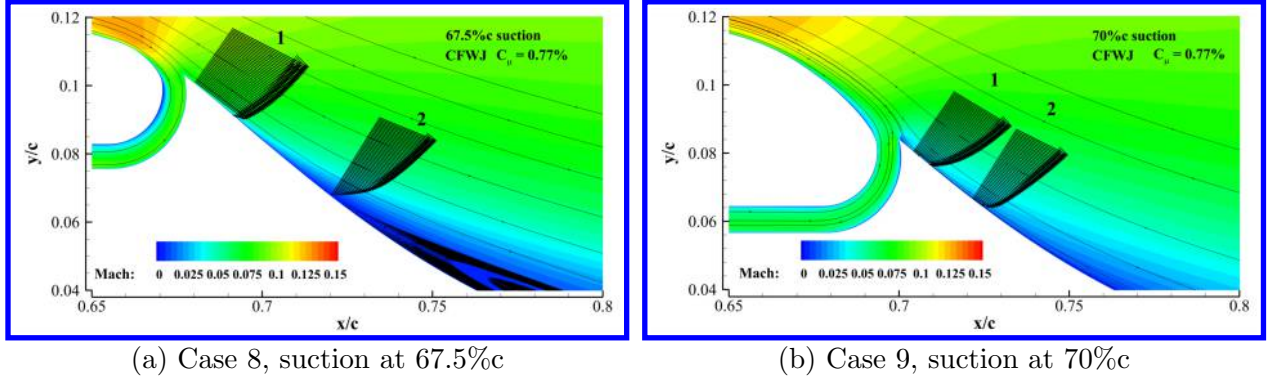 0.12
0.1
0.08
0.06
0.04
y/c
1
2
67.5%c suction
CFWJ C_μ = 0.77%
Mach: 0 0.025 0.05 0.075 0.1 0.125 0.15
0.65 0.7 0.75 0.8
x/c
(a) Case 8, suction at 67.5%c
0.12
0.1
0.08
0.06
0.04
y/c
1
2
70%c suction
CFWJ C_μ = 0.77%
Mach: 0 0.025 0.05 0.075 0.1 0.125 0.15
0.65 0.7 0.75 0.8
x/c
(b) Case 9, suction at 70%c